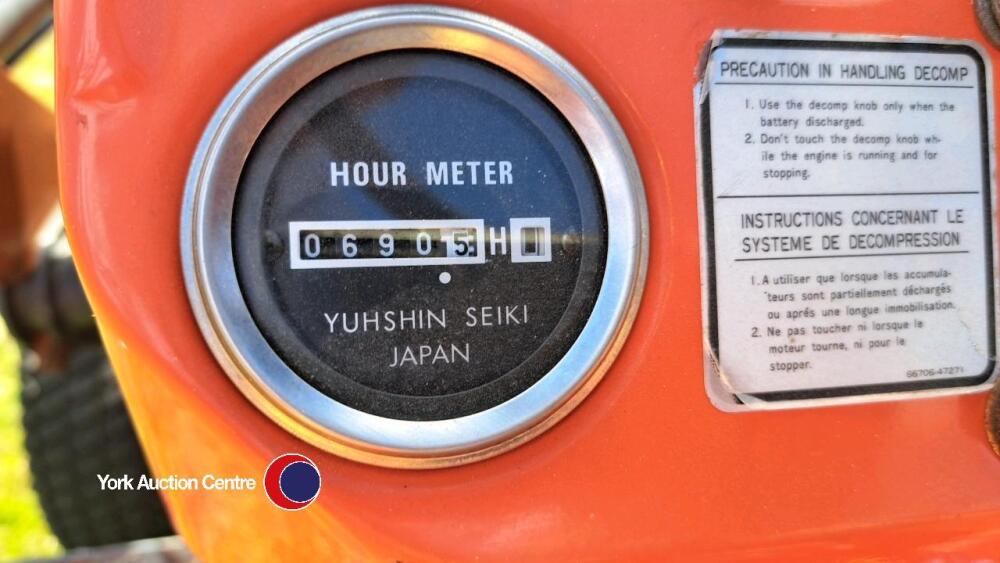 HOUR METER
06905 H
YUHSHIN SEIKI
JAPAN
PRECAUTION IN HANDLING DECOMP
1. Use the decomp knob only when the
battery discharged.
2. Don't touch the decomp knob wh-
ile the engine is running and for
stopping.
INSTRUCTIONS CONCERNANT LE
SYSTEME DE DECOMPRESSION
1. A utiliser que lorsque les accumula-
teurs sont partiellement déchargés
ou aprés une longue immobilisation.
2. Ne pas toucher ni lorsque le
moteur tourne, ni pour le
stopper.
66706-47271
York Auction Centre